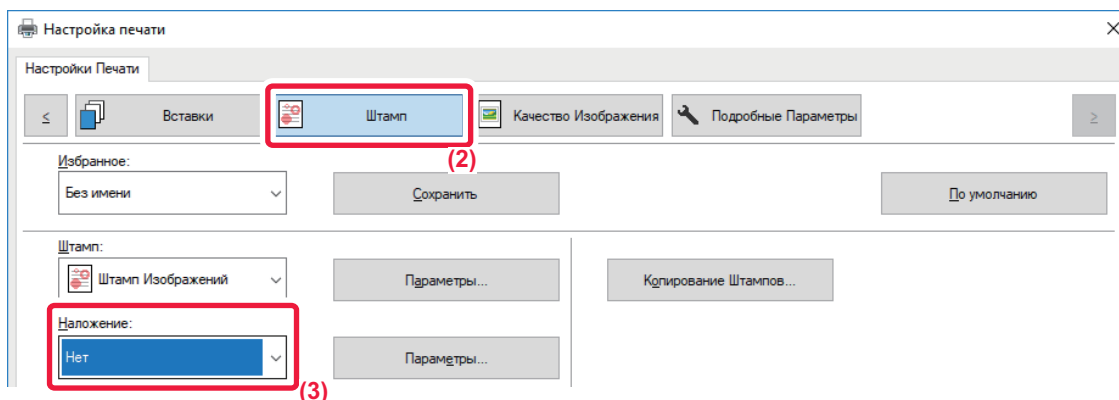 Настройка печати
Настройки Печати
< Вставки Штамп Качество Изображения Подробные Параметры >
(2)
Избранное:
Без имени Сохранить По умолчанию
Штамп:
Штамп Изображений Параметры... Копирование Штампов...
Наложение:
Нет Параметры...
(3)